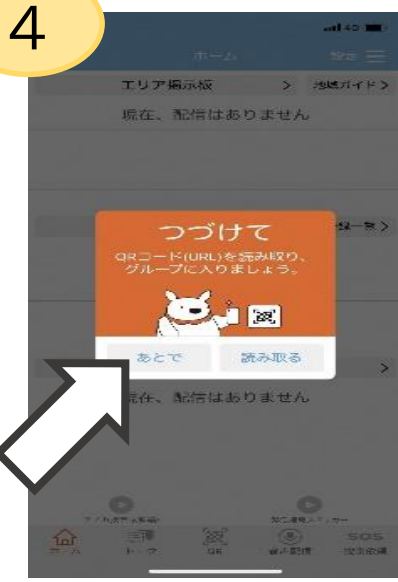 4
4G
ホーム
設定
エリア掲示板 >
地域ガイド >
現在、配信はありません
つづけて
QRコード(URL)を読み取り、
グループに入りましょう。
あとで
読み取る
>
現在、配信はありません
ホーム
トーク
QR
SOS